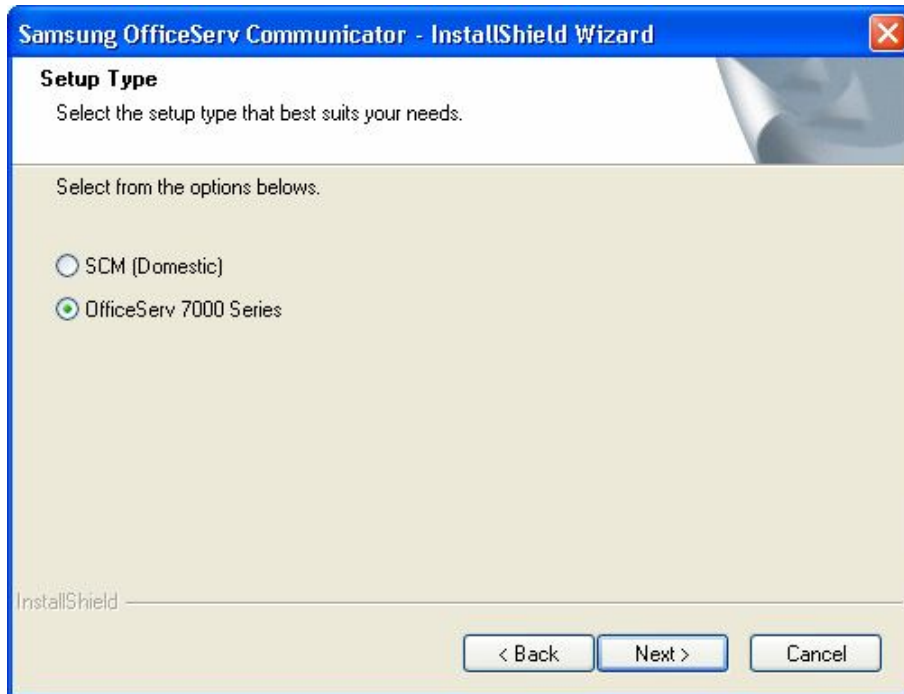 Samsung OfficeServ Communicator - InstallShield Wizard
Setup Type
Select the setup type that best suits your needs.
Select from the options belows.
SCM (Domestic)
OfficeServ 7000 Series
InstallShield
< Back
Next >
Cancel